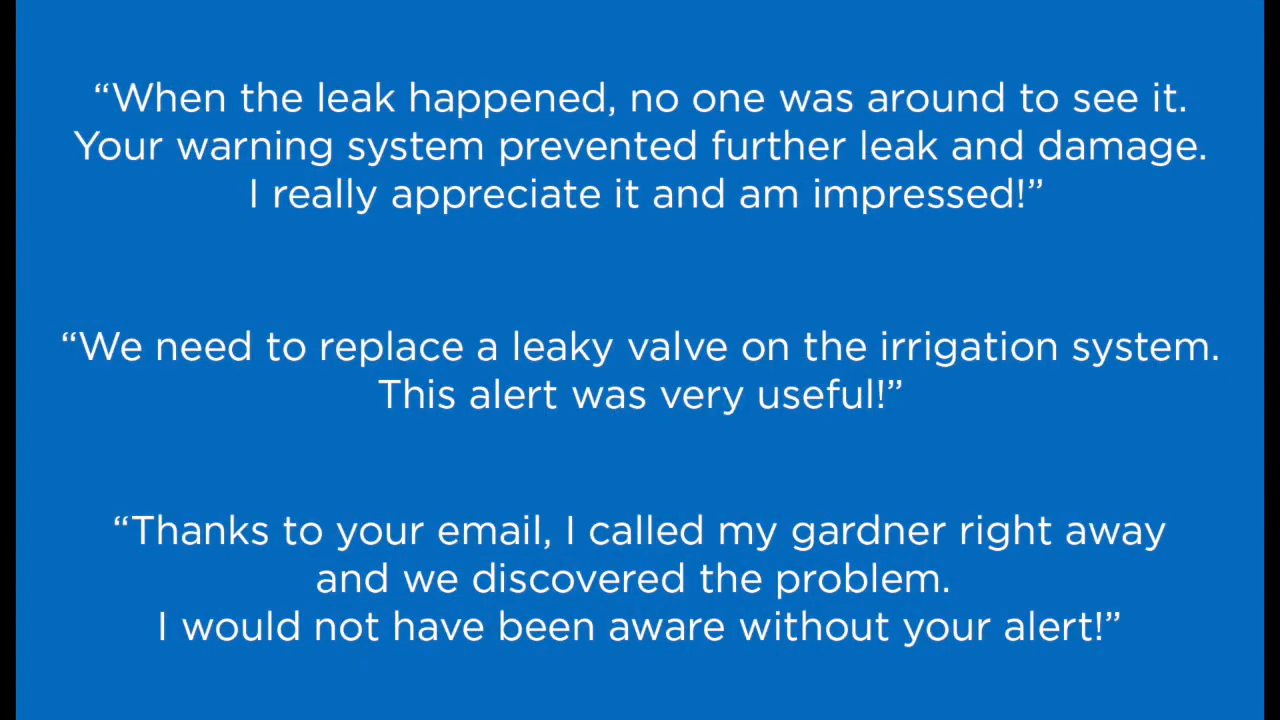 “When the leak happened, no one was around to see it.
Your warning system prevented further leak and damage.
I really appreciate it and am impressed!”
“We need to replace a leaky valve on the irrigation system.
This alert was very useful!”
“Thanks to your email, I called my gardner right away
and we discovered the problem.
I would not have been aware without your alert!”